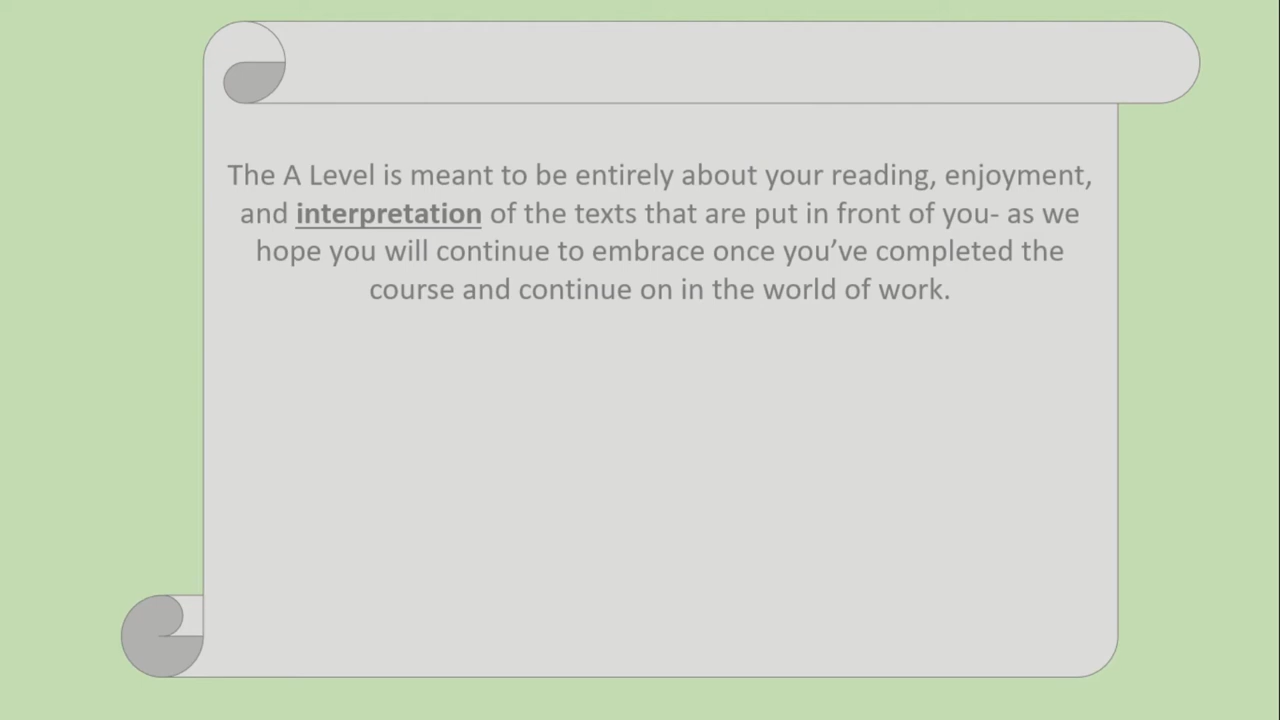 The A Level is meant to be entirely about your reading, enjoyment,
and interpretation of the texts that are put in front of you- as we
hope you will continue to embrace once you’ve completed the
course and continue on in the world of work.